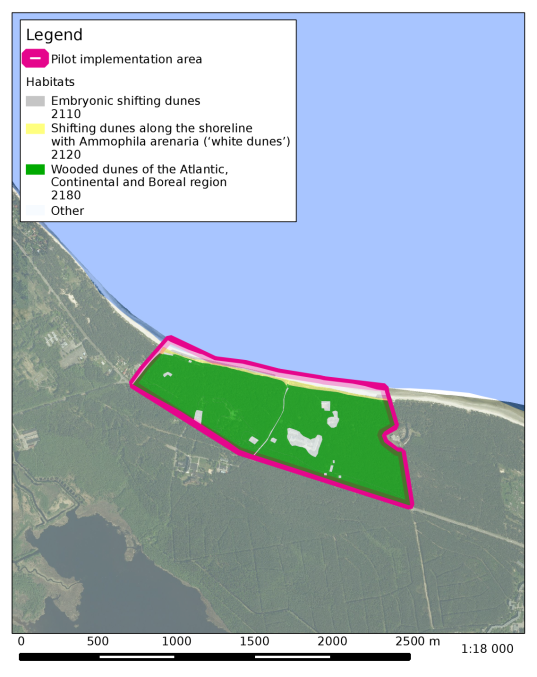 Legend
Pilot implementation area
Habitats
Embryonic shifting dunes
2110
Shifting dunes along the shoreline
with Ammophila arenaria (‘white dunes’)
2120
Wooded dunes of the Atlantic,
Continental and Boreal region
2180
Other
0 500 1000 1500 2000 2500 m
1:18 000